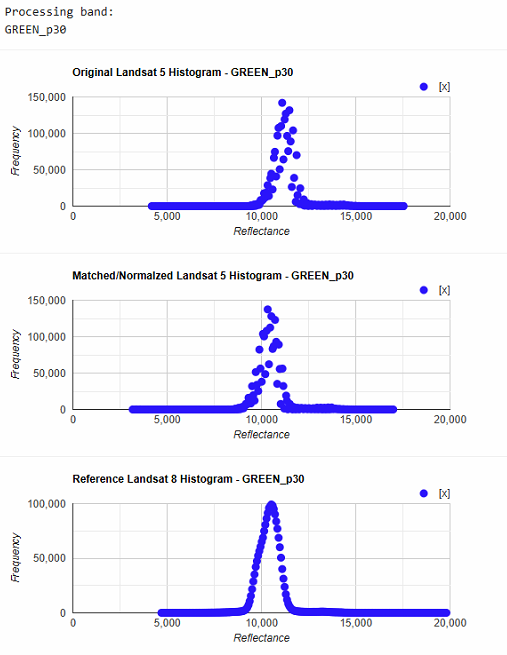 Processing band:
GREEN_p30
Original Landsat 5 Histogram - GREEN_p30
[x]
150,000
100,000
50,000
0
Frequency
0 5,000 10,000 15,000 20,000
Reflectance
Matched/Normalzed Landsat 5 Histogram - GREEN_p30
[x]
150,000
100,000
50,000
0
Frequency
0 5,000 10,000 15,000 20,000
Reflectance
Reference Landsat 8 Histogram - GREEN_p30
[x]
100,000
50,000
0
Frequency
0 5,000 10,000 15,000 20,000
Reflectance